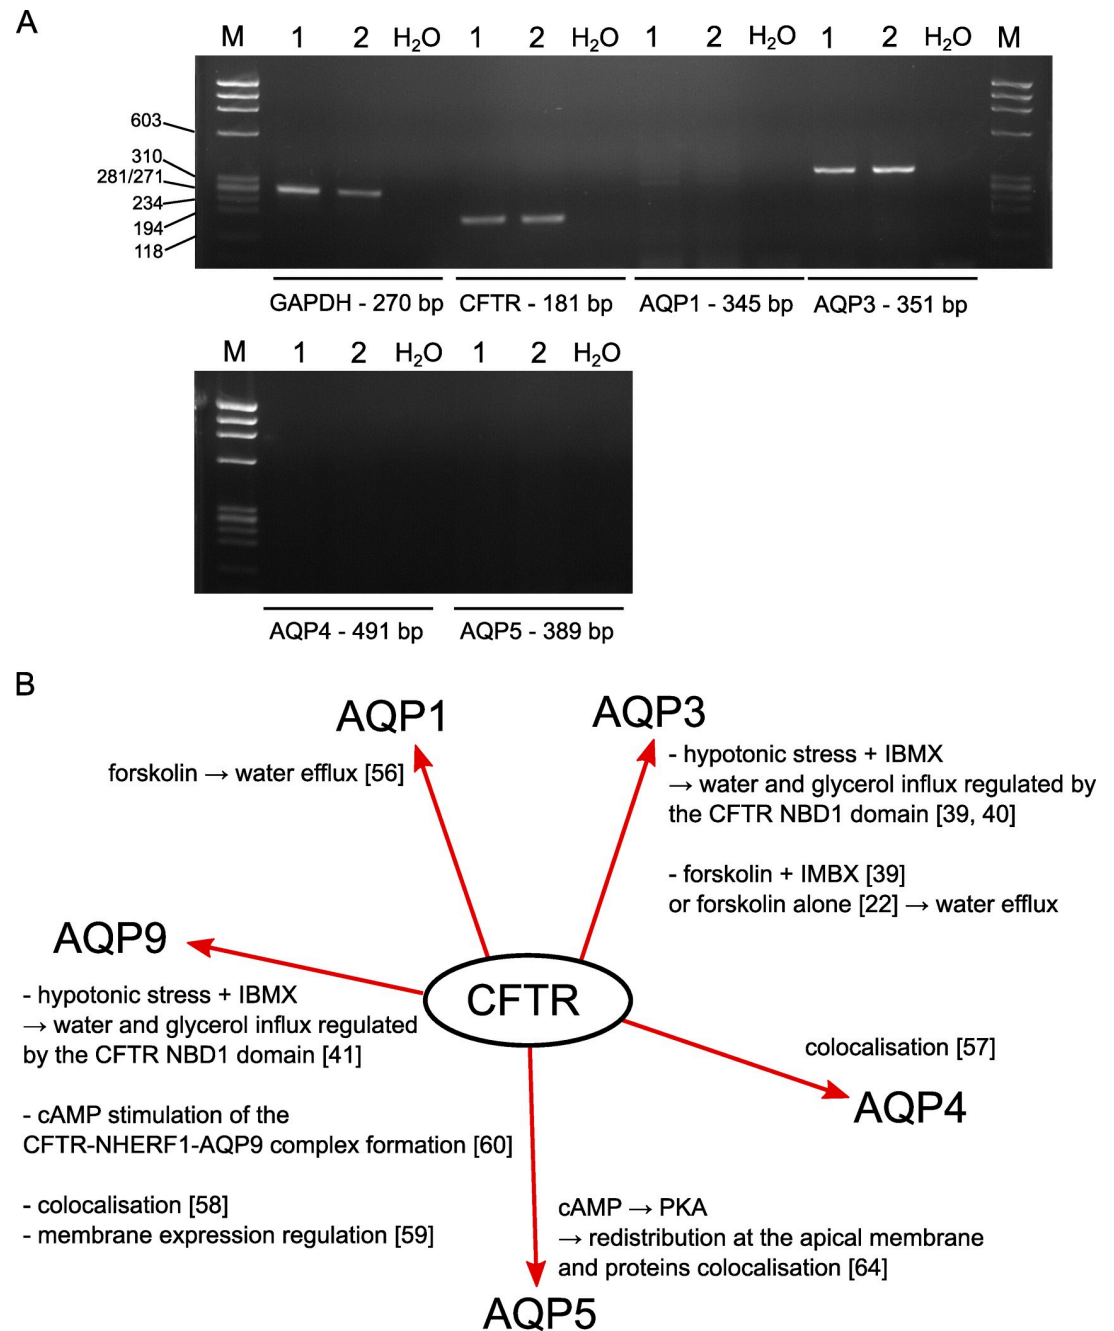 A
M 1 2 H₂O 1 2 H₂O 1 2 H₂O 1 2 H₂O M
603
310
281/271
234
194
118
GAPDH - 270 bp CFTR - 181 bp AQP1 - 345 bp AQP3 - 351 bp
M 1 2 H₂O 1 2 H₂O
AQP4 - 491 bp AQP5 - 389 bp
B
AQP1
forskolin → water efflux [56]
AQP3
- hypotonic stress + IBMX
→ water and glycerol influx regulated by
the CFTR NBD1 domain [39, 40]
- forskolin + IMBX [39]
or forskolin alone [22] → water efflux
AQP9
- hypotonic stress + IBMX
→ water and glycerol influx regulated
by the CFTR NBD1 domain [41]
- cAMP stimulation of the
CFTR-NHERF1-AQP9 complex formation [60]
- colocalisation [58]
- membrane expression regulation [59]
CFTR
colocalisation [57]
AQP4
cAMP → PKA
→ redistribution at the apical membrane
and proteins colocalisation [64]
AQP5